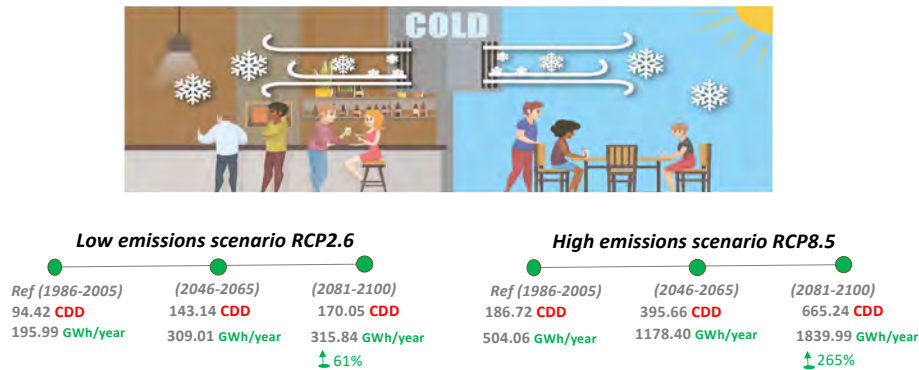 COLD
Low emissions scenario RCP2.6
Ref (1986-2005)
94.42 CDD
195.99 GWh/year
(2046-2065)
143.14 CDD
309.01 GWh/year
(2081-2100)
170.05 CDD
315.84 GWh/year
61%
High emissions scenario RCP8.5
Ref (1986-2005)
186.72 CDD
504.06 GWh/year
(2046-2065)
395.66 CDD
1178.40 GWh/year
(2081-2100)
665.24 CDD
1839.99 GWh/year
265%